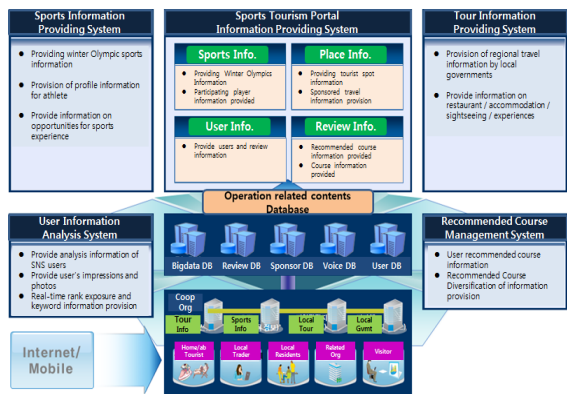 Sports Information
Providing System
Providing winter Olympic sports
information
Provision of profile information
for athlete
Provide information on
opportunities for sports
experience
Sports Tourism Portal
Information Providing System
Sports Info.
Providing Winter Olympics
Information
Participating player
information provided
Place Info.
Providing tourist spot
information
Sponsored travel
information provision
User Info.
Provide users and review
information
Review Info.
Recommended course
information provided
Course information
provided
Tour Information
Providing System
Provision of regional travel
information by local
governments
Provide information on
restaurant / accommodation /
sightseeing / experiences
Operation related contents
Database
User Information
Analysis System
Provide analysis information of
SNS users
Provide user's impressions and
photos
Real-time rank exposure and
keyword information provision
Bigdata DB
Review DB
Sponsor DB
Voice DB
User DB
Recommended Course
Management System
User recommended course
information
Recommended Course
Diversification of information
provision
Coop
Org
Tour
Info
Sports
Info
Local
Tour
Local
Gvmt
Internet/
Mobile
Home/ab
Tourist
Local
Trader
Local
Residents
Related
Org
Visitor